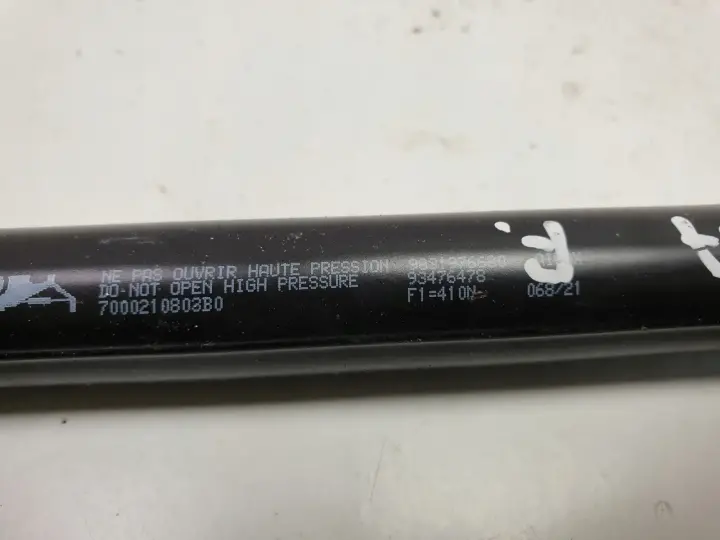 NE PAS OUVRIR HAUTE PRESSION
DO-NOT OPEN HIGH PRESSURE 93476478
7000210803B0 F1=410N 068/21